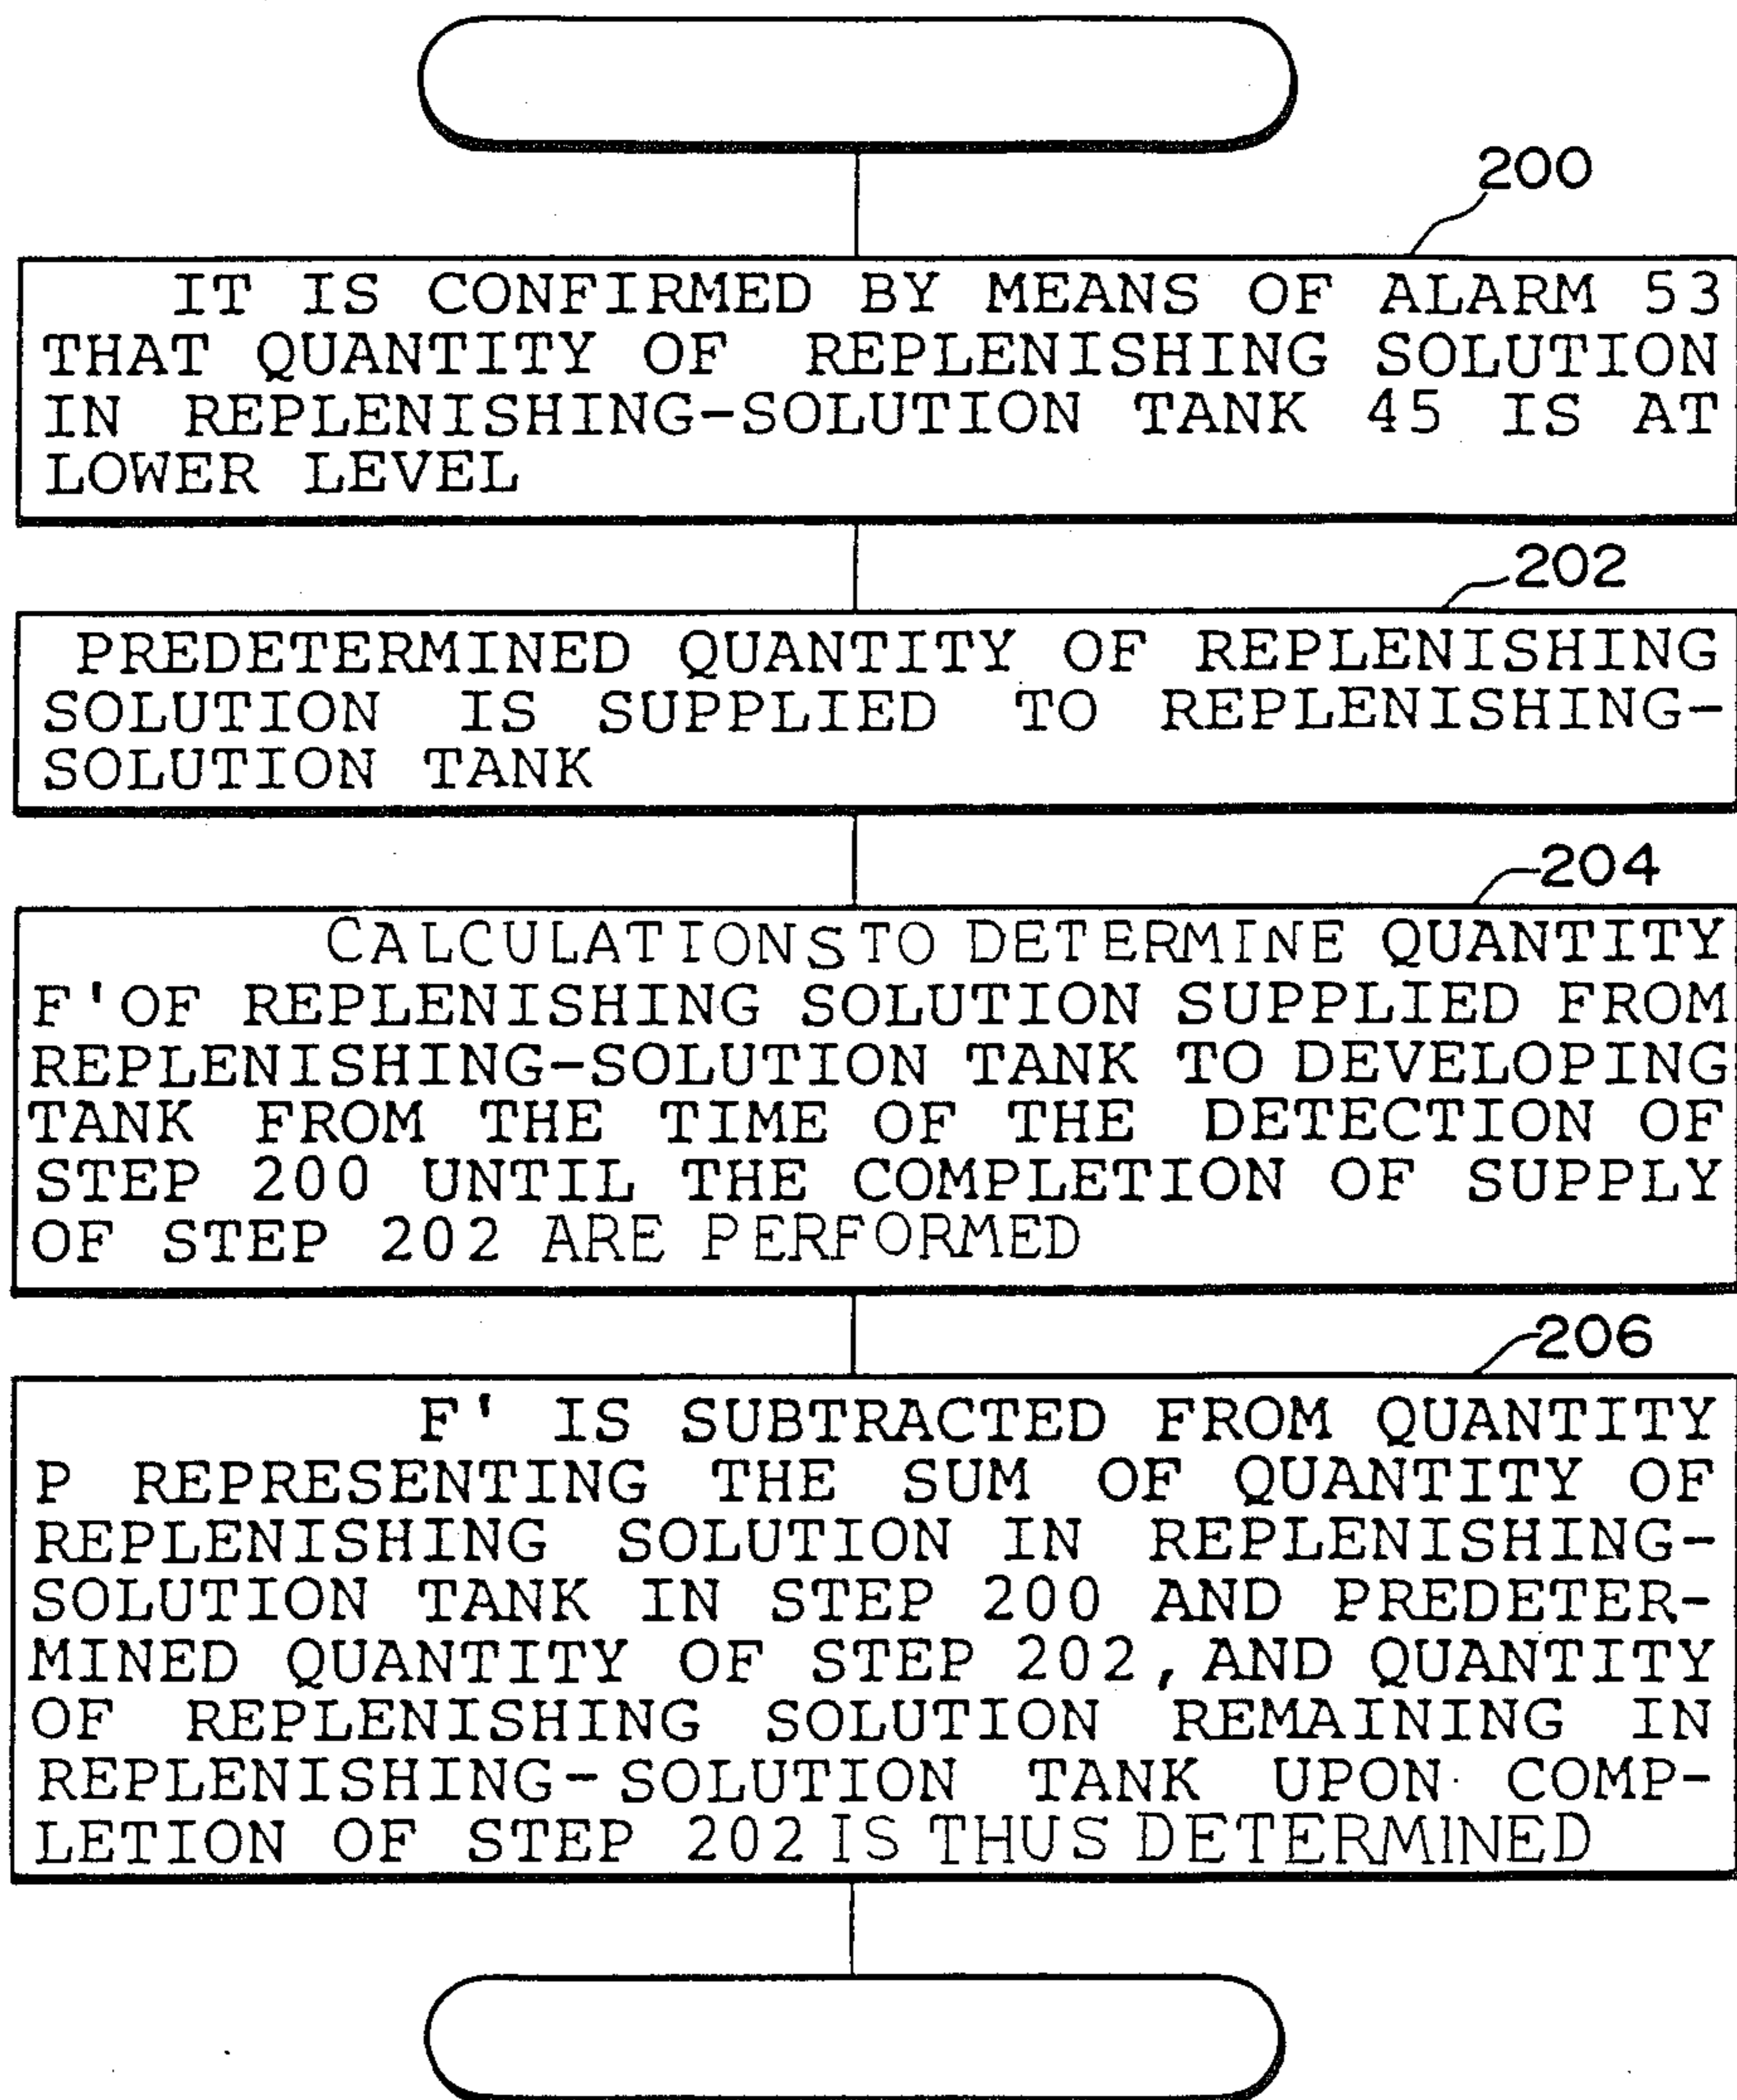 200
IT IS CONFIRMED BY MEANS OF ALARM 53
THAT QUANTITY OF REPLENISHING SOLUTION
IN REPLENISHING-SOLUTION TANK 45 IS AT
LOWER LEVEL
202
PREDETERMINED QUANTITY OF REPLENISHING
SOLUTION IS SUPPLIED TO REPLENISHING-
SOLUTION TANK
204
CALCULATIONS TO DETERMINE QUANTITY
F' OF REPLENISHING SOLUTION SUPPLIED FROM
REPLENISHING-SOLUTION TANK TO DEVELOPING
TANK FROM THE TIME OF THE DETECTION OF
STEP 200 UNTIL THE COMPLETION OF SUPPLY
OF STEP 202 ARE PERFORMED
206
F' IS SUBTRACTED FROM QUANTITY
P REPRESENTING THE SUM OF QUANTITY OF
REPLENISHING SOLUTION IN REPLENISHING-
SOLUTION TANK IN STEP 200 AND PREDETER-
MINED QUANTITY OF STEP 202, AND QUANTITY
OF REPLENISHING SOLUTION REMAINING IN
REPLENISHING-SOLUTION TANK UPON COMP-
LETION OF STEP 202 IS THUS DETERMINED